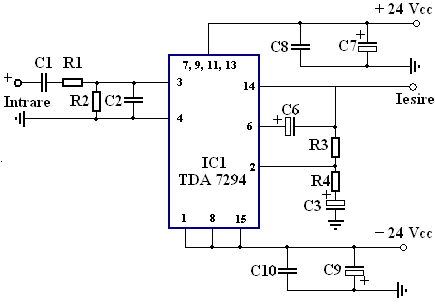 + 24 Vcc
C8
C7
+
7, 9, 11, 13
C1
R1
+
Intrare
R2
C2
3
4
14
6
2
IC1
TDA 7294
+
C6
Iesire
R3
R4
+
C3
1
8
15
− 24 Vcc
C10
C9
+